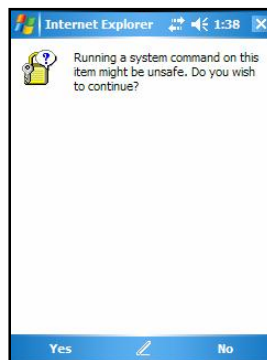 Internet Explorer 1:38
Running a system command on this
item might be unsafe. Do you wish
to continue?
Yes No